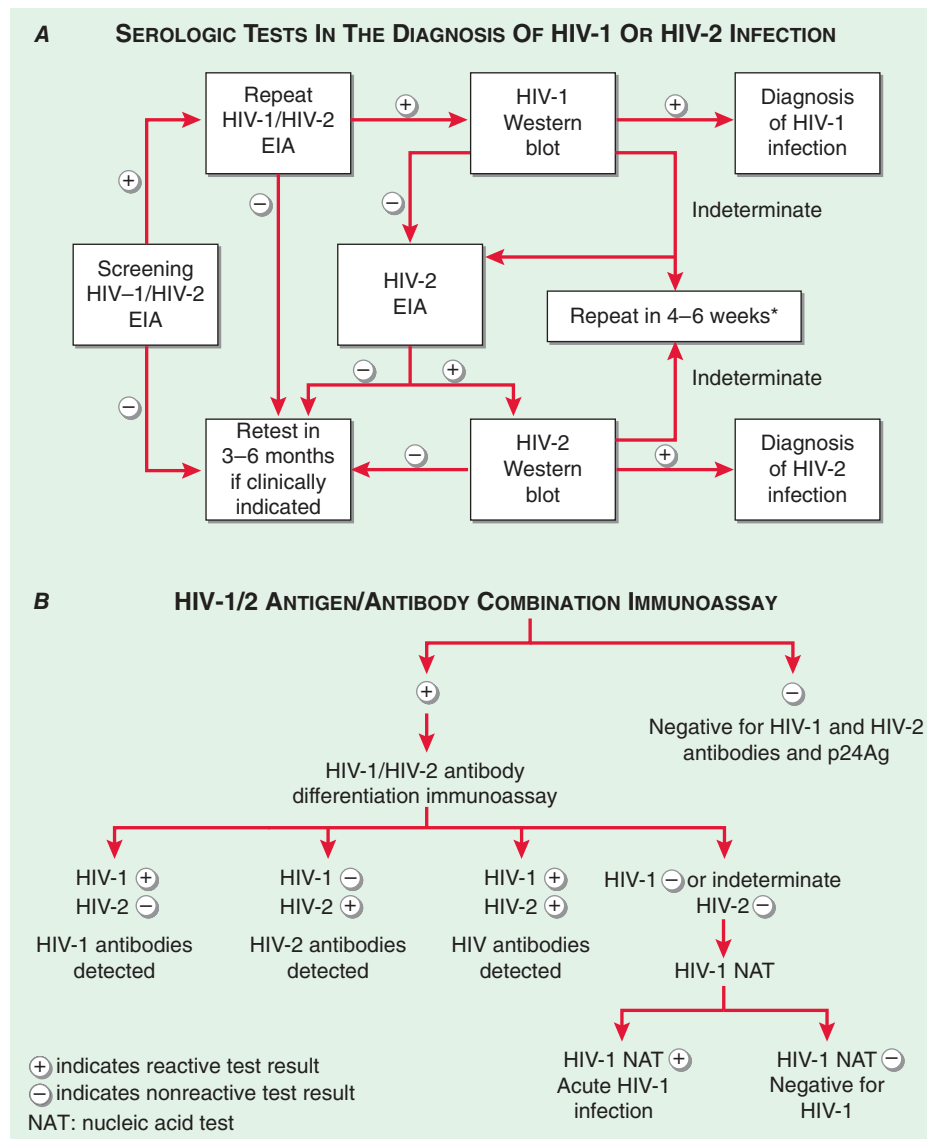 A SEROLOGIC TESTS IN THE DIAGNOSIS OF HIV-1 OR HIV-2 INFECTION
Repeat
HIV-1/HIV-2
EIA
+
HIV-1
Western
blot
+
Diagnosis
of HIV-1
infection
+
−
−
Indeterminate
Screening
HIV–1/HIV-2
EIA
HIV-2
EIA
Repeat in 4–6 weeks*
−
−
+
Indeterminate
Retest in
3–6 months
if clinically
indicated
−
HIV-2
Western
blot
+
Diagnosis
of HIV-2
infection
B HIV-1/2 ANTIGEN/ANTIBODY COMBINATION IMMUNOASSAY
+
−
Negative for HIV-1 and HIV-2
antibodies and p24Ag
HIV-1/HIV-2 antibody
differentiation immunoassay
HIV-1 +
HIV-2 −
HIV-1 antibodies
detected
HIV-1 −
HIV-2 +
HIV-2 antibodies
detected
HIV-1 +
HIV-2 +
HIV antibodies
detected
HIV-1 − or indeterminate
HIV-2 −
HIV-1 NAT
HIV-1 NAT +
Acute HIV-1
infection
HIV-1 NAT −
Negative for
HIV-1
+ indicates reactive test result
− indicates nonreactive test result
NAT: nucleic acid test